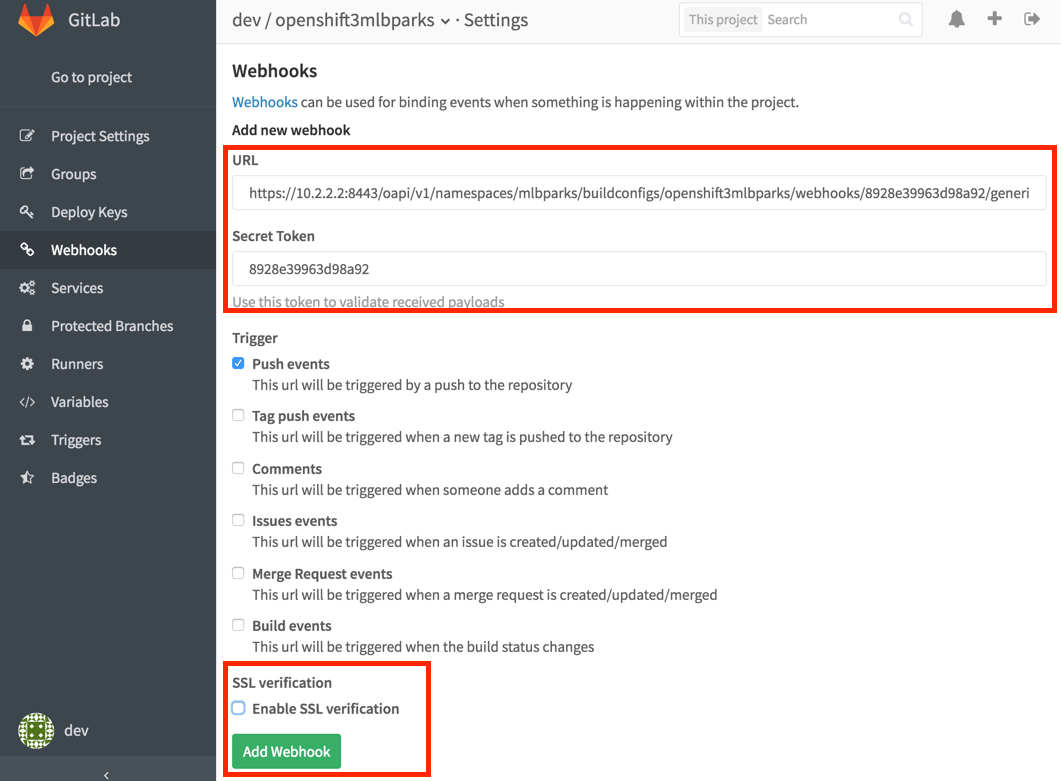 GitLab
Go to project
Project Settings
Groups
Deploy Keys
Webhooks
Services
Protected Branches
Runners
Variables
Triggers
Badges
dev
dev / openshift3mlbparks · Settings
This project Search
Webhooks
Webhooks can be used for binding events when something is happening within the project.
Add new webhook
URL
https://10.2.2.2:8443/oapi/v1/namespaces/mlbparks/buildconfigs/openshift3mlbparks/webhooks/8928e39963d98a92/generi
Secret Token
8928e39963d98a92
Use this token to validate received payloads
Trigger
Push events
This url will be triggered by a push to the repository
Tag push events
This url will be triggered when a new tag is pushed to the repository
Comments
This url will be triggered when someone adds a comment
Issues events
This url will be triggered when an issue is created/updated/merged
Merge Request events
This url will be triggered when a merge request is created/updated/merged
Build events
This url will be triggered when the build status changes
SSL verification
Enable SSL verification
Add Webhook